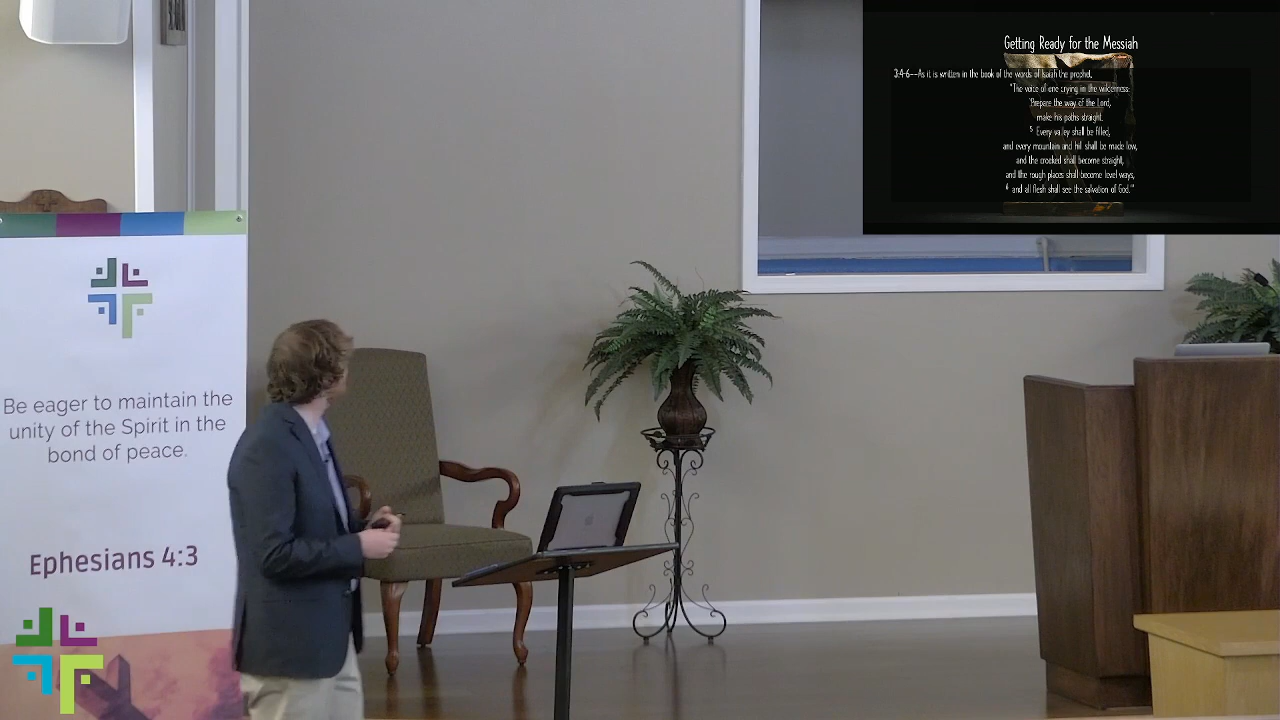 Getting Ready for the Messiah
3:4-6--As it is written in the book of the words of Isaiah the prophet,
"The voice of one crying in the wilderness:
'Prepare the way of the Lord,
make his paths straight.
5 Every valley shall be filled,
and every mountain and hill shall be made low,
and the crooked shall become straight,
and the rough places shall become level ways,
6 and all flesh shall see the salvation of God.'"
Be eager to maintain the
unity of the Spirit in the
bond of peace.
Ephesians 4:3